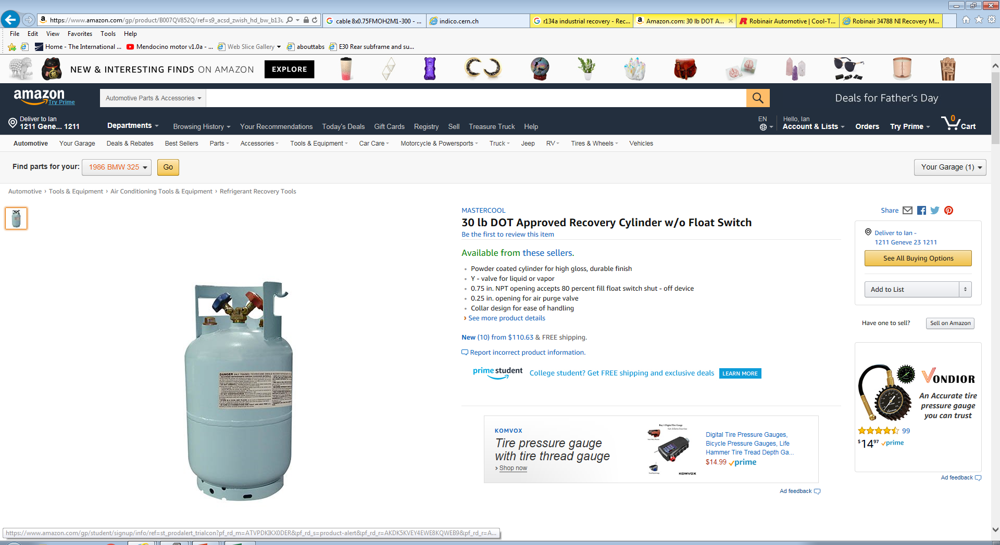 https://www.amazon.com/gp/product/B007QV852Q/ref=s9_acsd_zwish_hd_bw_b13u
cable 8x0.75FMOH2M1-300 - ...
indico.cern.ch
r134a industrial recovery - Rec...
Amazon.com: 30 lb DOT A...
Robinair Automotive | Cool-T...
Robinair 34788 NI Recovery M...
File Edit View Favorites Tools Help
Home - The International ...
Mendocino motor v1.0a - ...
Web Slice Gallery
abouttabs
E30 Rear subframe and su...
NEW & INTERESTING FINDS ON AMAZON EXPLORE
amazon
Try Prime
Automotive Parts & Accessories
Deals for Father's Day
Deliver to Ian
1211 Gene... 1211
Departments
Browsing History Your Recommendations Today's Deals Gift Cards Registry Sell Treasure Truck Help
EN
Hello, Ian
Account & Lists
Orders
Try Prime
0
Cart
Automotive Your Garage Deals & Rebates Best Sellers Parts Accessories Tools & Equipment Car Care Motorcycle & Powersports Truck Jeep RV Tires & Wheels Vehicles
Find parts for your: 1986 BMW 325 Go
Your Garage (1)
Automotive › Tools & Equipment › Air Conditioning Tools & Equipment › Refrigerant Recovery Tools
MASTERCOOL
30 lb DOT Approved Recovery Cylinder w/o Float Switch
Be the first to review this item
Available from these sellers.
• Powder coated cylinder for high gloss, durable finish
• Y - valve for liquid or vapor
• 0.75 in. NPT opening accepts 80 percent fill float switch shut - off device
• 0.25 in. opening for air purge valve
• Collar design for ease of handling
› See more product details
New (10) from $110.63 & FREE shipping.
Report incorrect product information.
prime student
College student? Get FREE shipping and exclusive deals LEARN MORE
KOMVOX
Tire pressure gauge
with tire thread gauge
› Shop now
KOMVOX
Digital Tire Pressure Gauges,
Bicycle Pressure Gauges, Life
Hammer Tire Tread Depth Ga...
$14.99 prime
Ad feedback
Share
Deliver to Ian -
1211 Geneve 23 1211
See All Buying Options
Add to List
Have one to sell? Sell on Amazon
VONDIOR
An Accurate tire
pressure gauge
you can trust
99
$14 97 prime
Ad feedback
DANGER ONLY TRAINED TECHNICIANS
https://www.amazon.com/gp/student/signup/info/ref=st_prodalert_trialcon?pf_rd_m=ATVPDKIKX0DER&pf_rd_s=product-alert&pf_rd_r=AKDK5KVEY4EWE8KQWEB9&pf_rd_r=A...